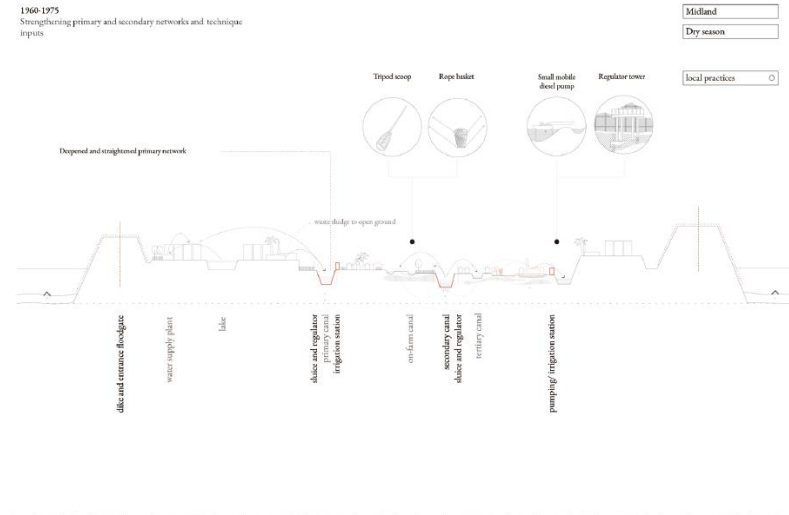 1960-1975
Strengthening primary and secondary networks and technique
inputs
Midland
Dry season
local practices
Tripod scoop
Rope basket
Small mobile
diesel pump
Regulator tower
Deepened and straightened primary network
waste sludge to open ground
dike and entrance floodgate
water supply plant
lake
sluice and regulator
primary canal
irrigation station
on-farm canal
secondary canal
sluice and regulator
tertiary canal
pumping/ irrigation station